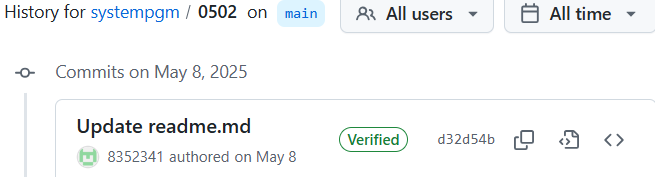 History for systempgm / 0502 on main All users All time
Commits on May 8, 2025
Update readme.md
Verified d32d54b
8352341 authored on May 8